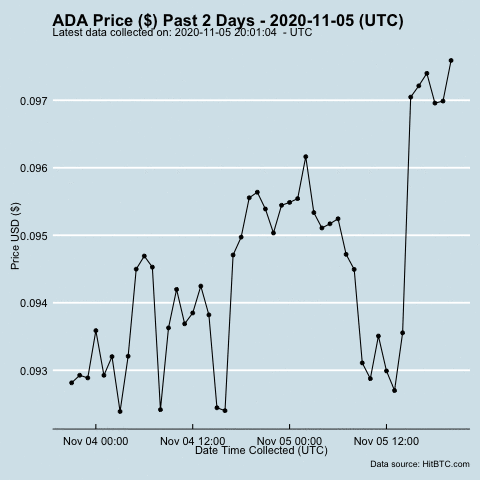 ADA Price ($) Past 2 Days - 2020-11-05 (UTC)
Latest data collected on: 2020-11-05 20:01:04 - UTC
0.097
0.096
0.095
0.094
0.093
Price USD ($)
Nov 04 00:00 Nov 04 12:00 Nov 05 00:00 Nov 05 12:00
Date Time Collected (UTC)
Data source: HitBTC.com